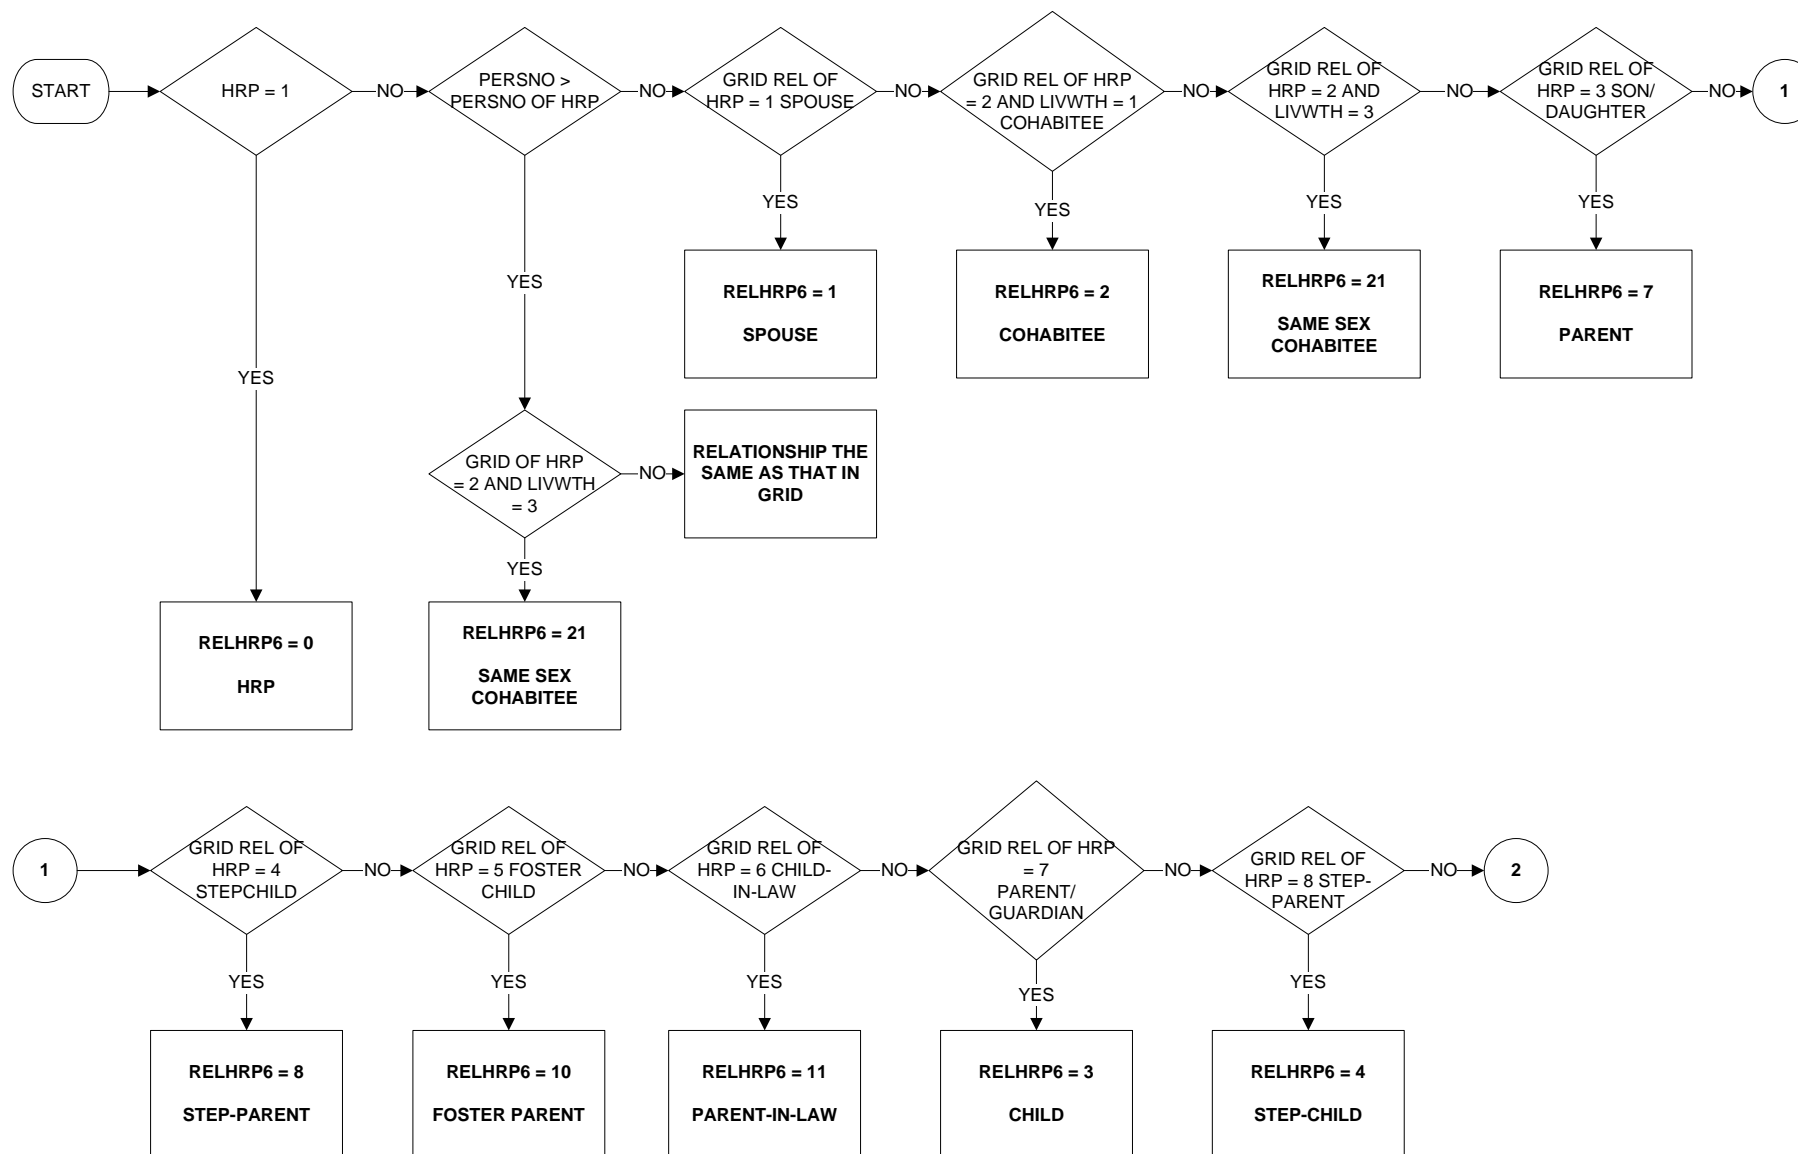 START
HRP = 1
NO
PERSNO >
PERSNO OF HRP
NO
GRID REL OF
HRP = 1 SPOUSE
NO
GRID REL OF HRP
= 2 AND LIVWTH = 1
COHABITEE
NO
GRID REL OF
HRP = 2 AND
LIVWTH = 3
NO
GRID REL OF
HRP = 3 SON/
DAUGHTER
NO
1
YES
YES
YES
YES
YES
YES
RELHRP6 = 1
SPOUSE
RELHRP6 = 2
COHABITEE
RELHRP6 = 21
SAME SEX
COHABITEE
RELHRP6 = 7
PARENT
GRID OF HRP
= 2 AND LIVWTH
= 3
NO
RELATIONSHIP THE
SAME AS THAT IN
GRID
YES
RELHRP6 = 0
HRP
RELHRP6 = 21
SAME SEX
COHABITEE
1
GRID REL OF
HRP = 4
STEPCHILD
NO
GRID REL OF
HRP = 5 FOSTER
CHILD
NO
GRID REL OF
HRP = 6 CHILD-
IN-LAW
NO
GRID REL OF HRP
= 7
PARENT/
GUARDIAN
NO
GRID REL OF
HRP = 8 STEP-
PARENT
NO
2
YES
YES
YES
YES
YES
RELHRP6 = 8
STEP-PARENT
RELHRP6 = 10
FOSTER PARENT
RELHRP6 = 11
PARENT-IN-LAW
RELHRP6 = 3
CHILD
RELHRP6 = 4
STEP-CHILD